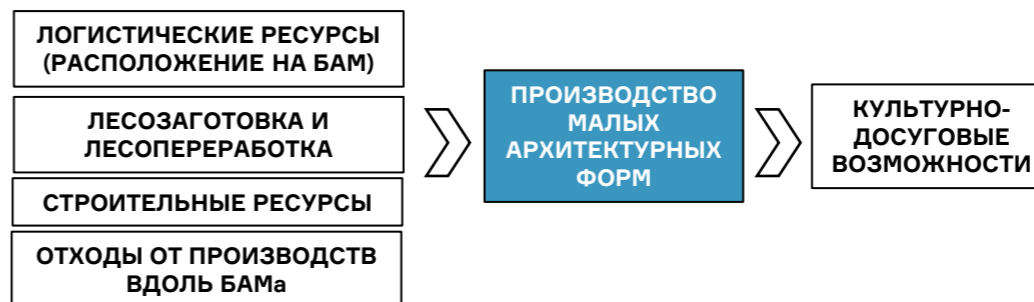 ЛОГИСТИЧЕСКИЕ РЕСУРСЫ
(РАСПОЛОЖЕНИЕ НА БАМ)
ЛЕСОЗАГОТОВКА И
ЛЕСОПЕРЕРАБОТКА
СТРОИТЕЛЬНЫЕ РЕСУРСЫ
ОТХОДЫ ОТ ПРОИЗВОДСТВ
ВДОЛЬ БАМа
ПРОИЗВОДСТВО
МАЛЫХ
АРХИТЕКТУРНЫХ
ФОРМ
КУЛЬТУРНО-
ДОСУГОВЫЕ
ВОЗМОЖНОСТИ